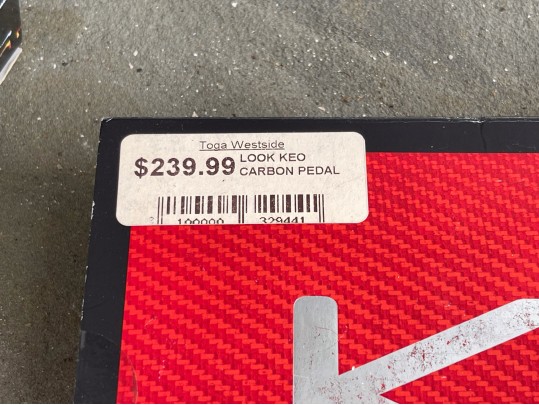 Toga Westside
$239.99 LOOK KEO
CARBON PEDAL
100000 329441
K